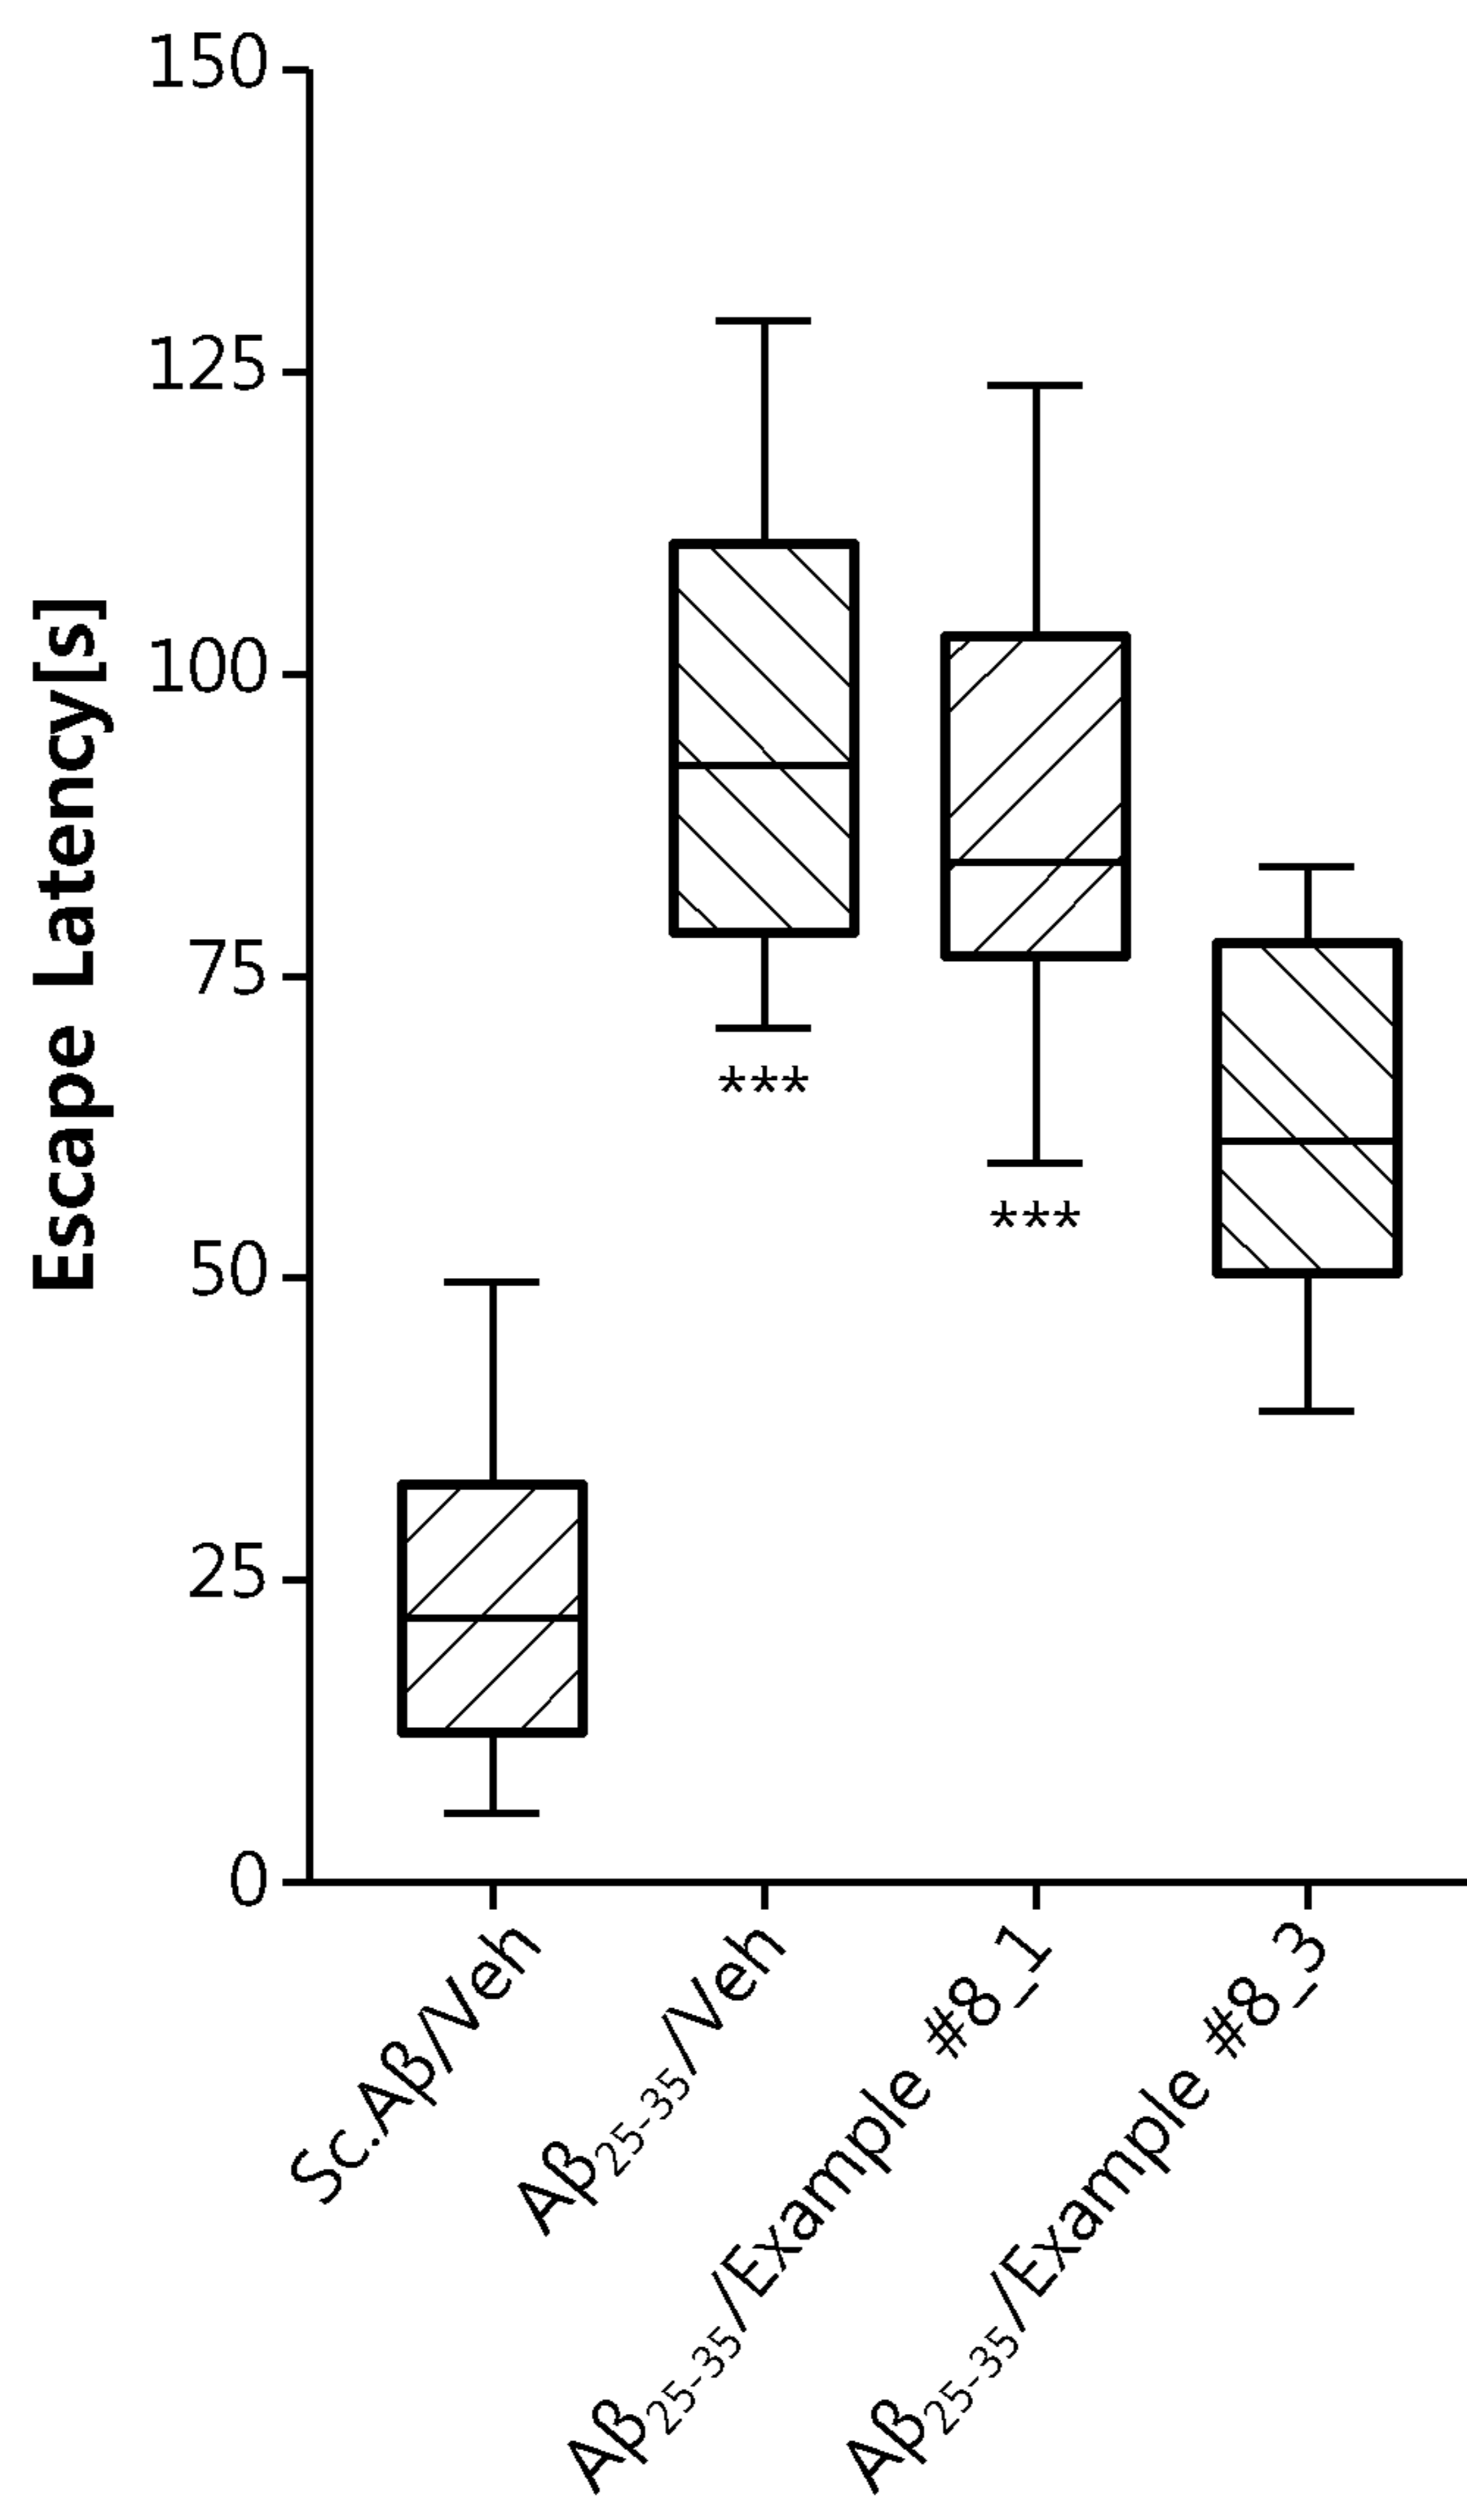 Escape Latency[s]
150
125
100
75
50
25
0
***
***
Sc.Aβ/Veh
Aβ25-35/Veh
Aβ25-35/Example #8_1
Aβ25-35/Example #8_3